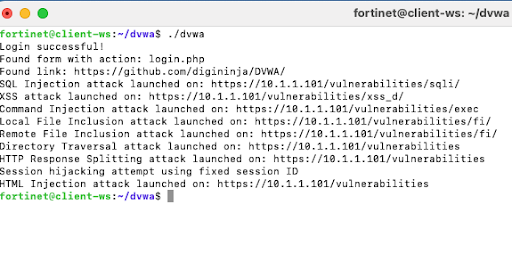 fortinet@client-ws: ~/dvwa
fortinet@client-ws:~/dvwa$ ./dvwa
Login successful!
Found form with action: login.php
Found link: https://github.com/digininja/DVWA/
SQL Injection attack launched on: https://10.1.1.101/vulnerabilities/sqli/
XSS attack launched on: https://10.1.1.101/vulnerabilities/xss_d/
Command Injection attack launched on: https://10.1.1.101/vulnerabilities/exec
Local File Inclusion attack launched on: https://10.1.1.101/vulnerabilities/fi/
Remote File Inclusion attack launched on: https://10.1.1.101/vulnerabilities/fi/
Directory Traversal attack launched on: https://10.1.1.101/vulnerabilities
HTTP Response Splitting attack launched on: https://10.1.1.101/vulnerabilities
Session hijacking attempt using fixed session ID
HTML Injection attack launched on: https://10.1.1.101/vulnerabilities
fortinet@client-ws:~/dvwa$